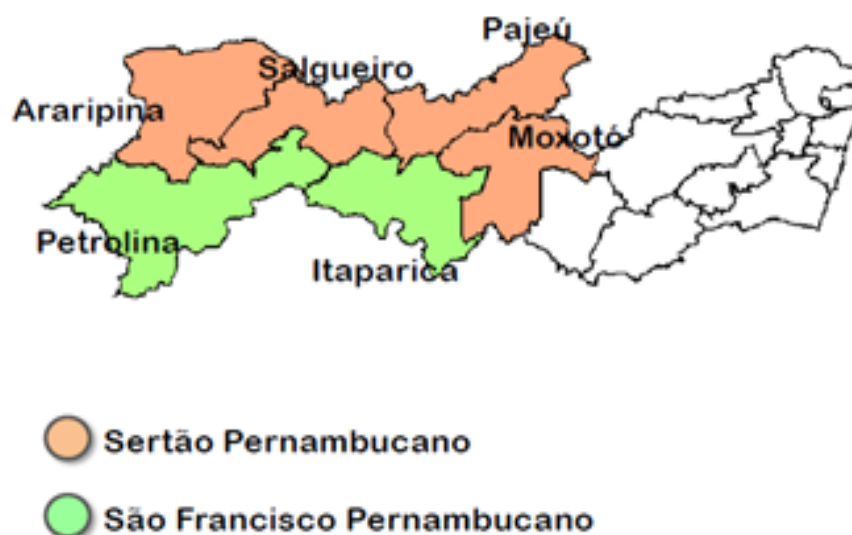 Pajeú
Salgueiro
Araripina
Moxotó
Petrolina
Itaparica
Sertão Pernambucano
São Francisco Pernambucano